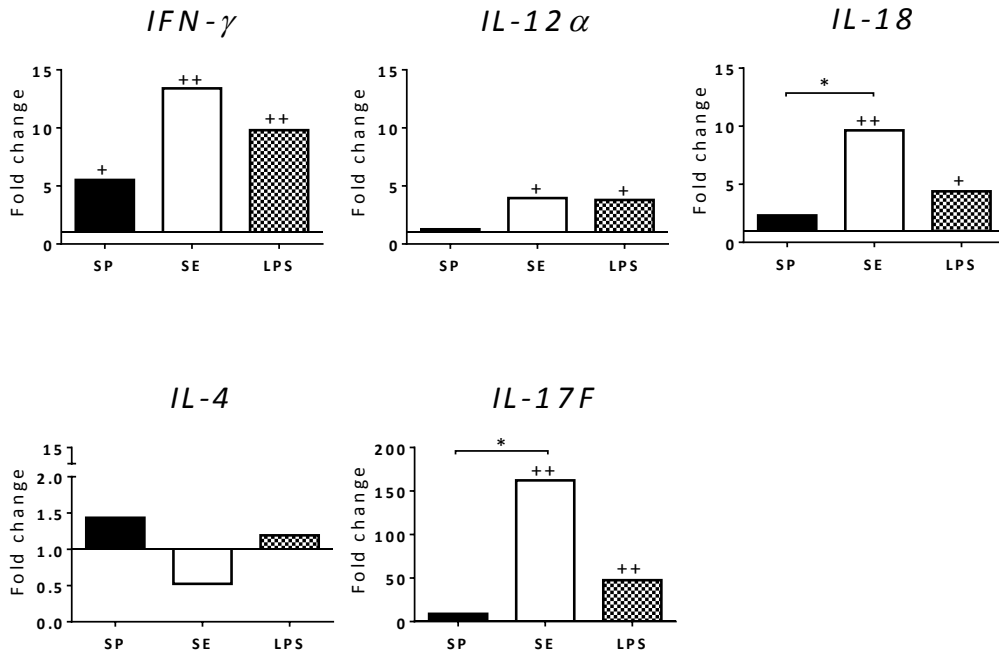 IFN-γ
IL-12α
IL-18
Fold change
15
10
5
0
+
++
++
SP
SE
LPS
Fold change
15
10
5
0
+
+
SP
SE
LPS
Fold change
15
10
5
0
*
++
+
SP
SE
LPS
IL-4
IL-17F
Fold change
15
2.0
1.5
1.0
0.5
0.0
SP
SE
LPS
Fold change
200
150
100
50
0
*
++
++
SP
SE
LPS